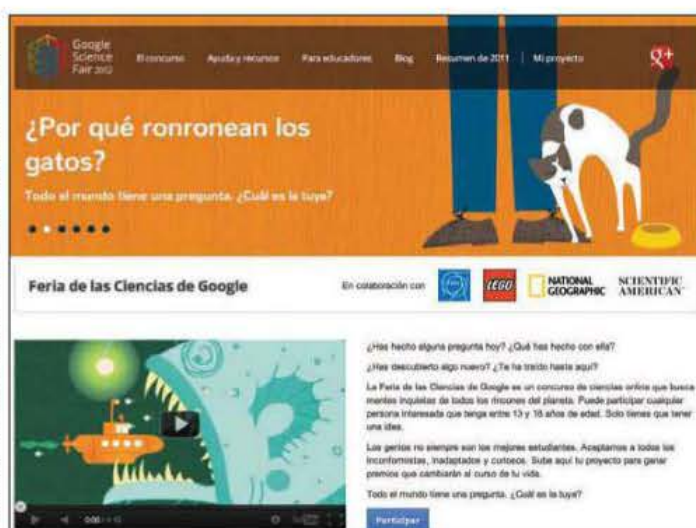 Google
Science
Fair 2012
El concurso Ayuda y recursos Para educadores Blog Resumen de 2011 Mi proyecto
g+
¿Por qué ronronean los
gatos?
Todo el mundo tiene una pregunta. ¿Cuál es la tuya?
Feria de las Ciencias de Google
En colaboración con
LEGO
NATIONAL
GEOGRAPHIC
SCIENTIFIC
AMERICAN
¿Has hecho alguna pregunta hoy? ¿Qué has hecho con ella?
¿Has descubierto algo nuevo? ¿Te ha traído hasta aquí?
La Feria de las Ciencias de Google es un concurso de ciencias online que busca
mentes inquietas de todos los rincones del planeta. Puede participar cualquier
persona interesada que tenga entre 13 y 18 años de edad. Solo tienes que tener
una idea.
Los genios no siempre son los mejores estudiantes. Aceptamos a todos los
inconformistas, inadaptados y curiosos. Sube aquí tu proyecto para ganar
premios que cambiarán el curso de tu vida.
Todo el mundo tiene una pregunta. ¿Cuál es la tuya?
0:00
Participar